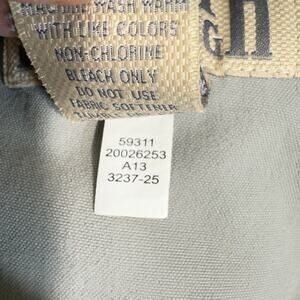 MACHINE WASH WARM
WITH LIKE COLORS
NON-CHLORINE
BLEACH ONLY
DO NOT USE
FABRIC SOFTENER
TUMBLE
59311
20026253
A13
3237-25